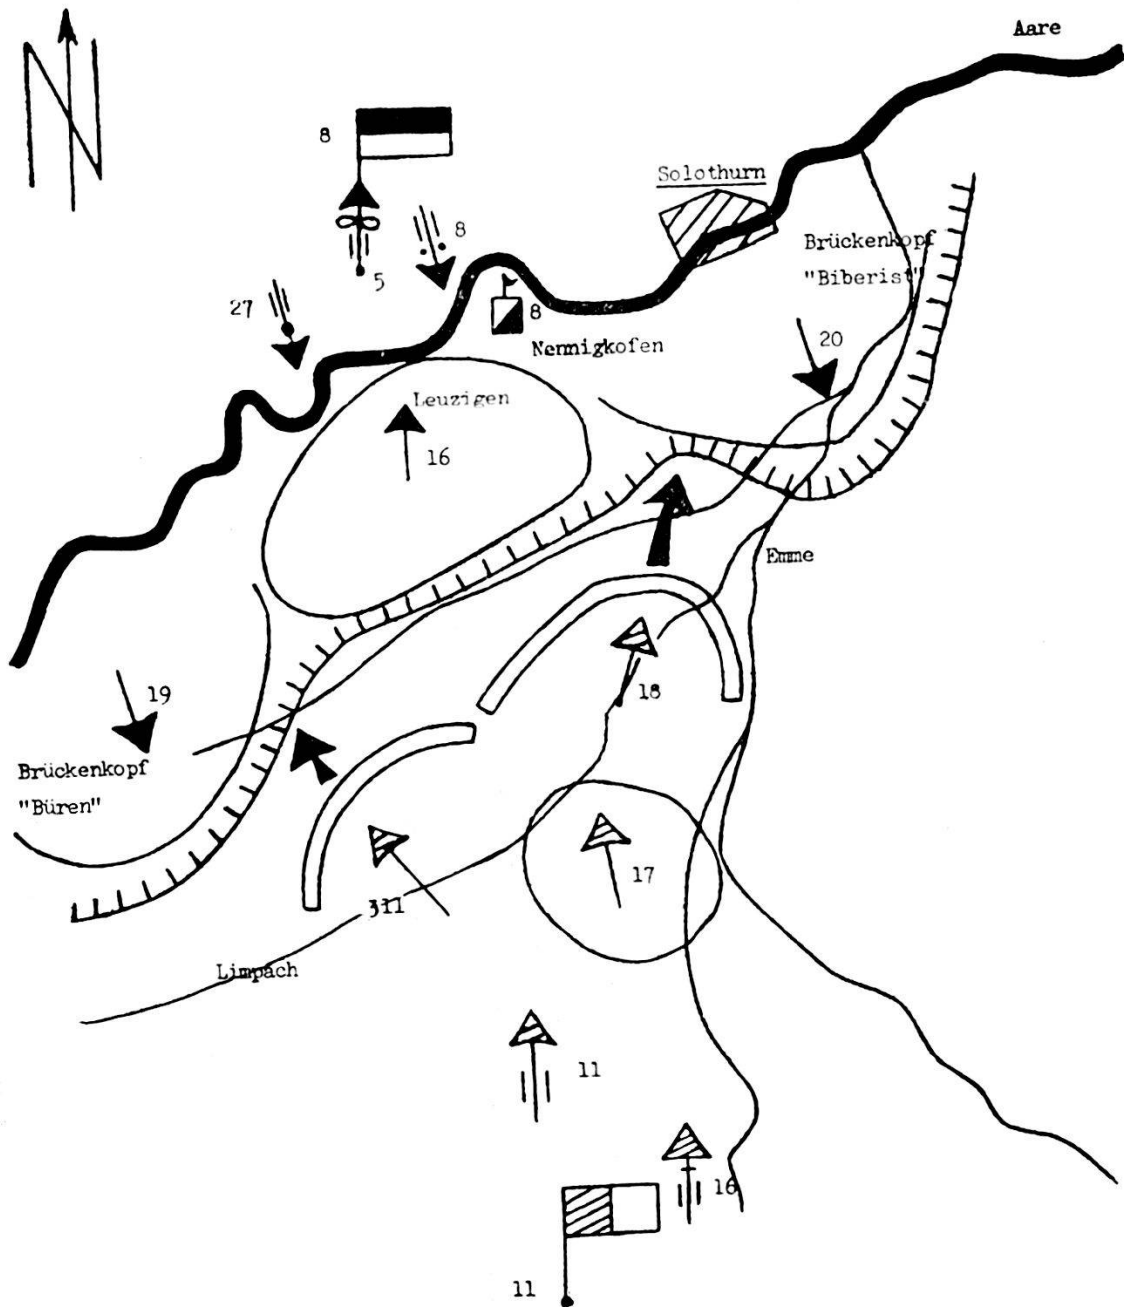 Aare
8
Solothurn
8
Brückenkopf
"Biberist"
5
27
8
20
Nennigkofen
Leuzigen
16
Emme
19
18
Brückenkopf
"Büren"
17
311
Limpach
11
16
11